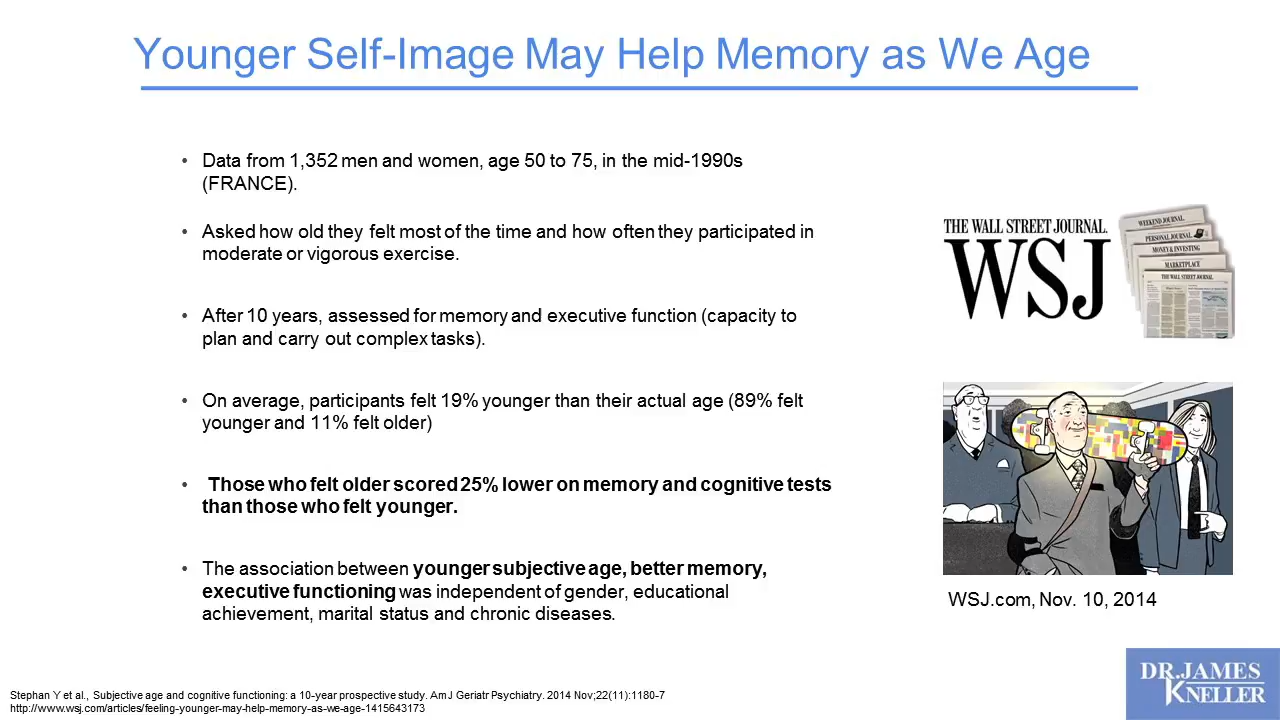 Younger Self-Image May Help Memory as We Age
• Data from 1,352 men and women, age 50 to 75, in the mid-1990s
(FRANCE).
• Asked how old they felt most of the time and how often they participated in
moderate or vigorous exercise.
• After 10 years, assessed for memory and executive function (capacity to
plan and carry out complex tasks).
• On average, participants felt 19% younger than their actual age (89% felt
younger and 11% felt older)
• Those who felt older scored 25% lower on memory and cognitive tests
than those who felt younger.
• The association between younger subjective age, better memory,
executive functioning was independent of gender, educational
achievement, marital status and chronic diseases.
THE WALL STREET JOURNAL.
WSJ
WEEKEND JOURNAL
PERSONAL JOURNAL
MONEY & INVESTING
MARKETPLACE
THE WALL STREET JOURNAL
WSJ.com, Nov. 10, 2014
Stephan Y et al., Subjective age and cognitive functioning: a 10-year prospective study. Am J Geriatr Psychiatry. 2014 Nov;22(11):1180-7
http://www.wsj.com/articles/feeling-younger-may-help-memory-as-we-age-1415643173
DR.JAMES
KNELLER